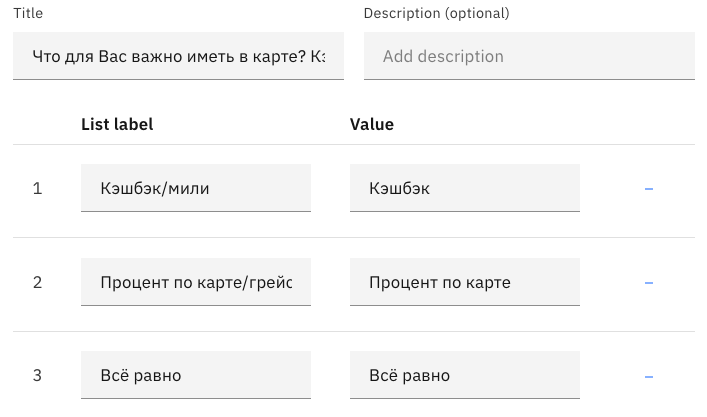 Title
Description (optional)
Что для Вас важно иметь в карте?
Add description
List label
Value
1
Кэшбэк/мили
Кэшбэк
–
2
Процент по карте/грейс
Процент по карте
–
3
Всё равно
Всё равно
–